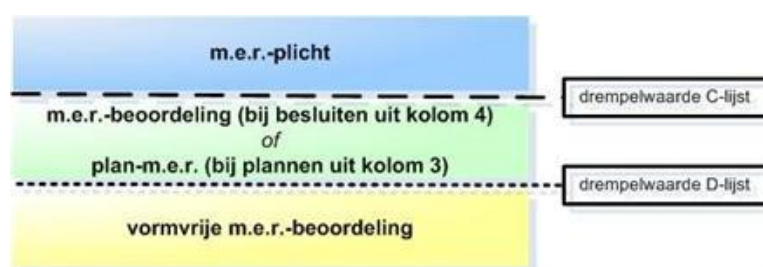 m.e.r.-plicht
drempelwaarde C-lijst
m.e.r.-beoordeling (bij besluiten uit kolom 4)
of
plan-m.e.r. (bij plannen uit kolom 3)
drempelwaarde D-lijst
vormvrije m.e.r.-beoordeling